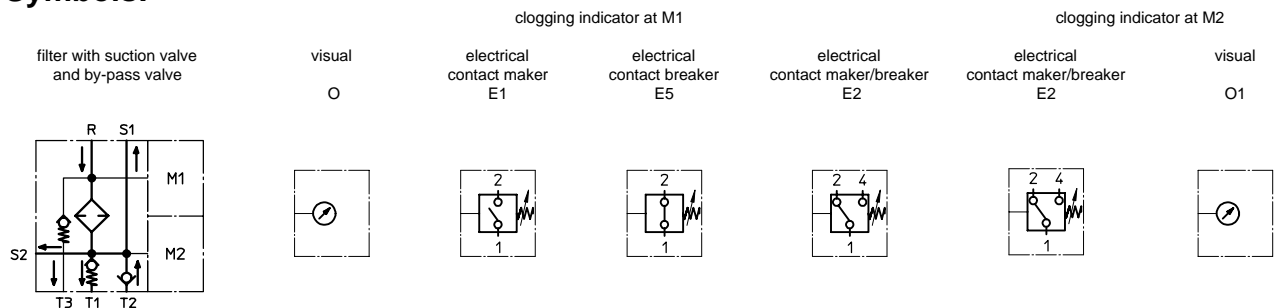 clogging indicator at M1
clogging indicator at M2
filter with suction valve
and by-pass valve
visual
O
electrical
contact maker
E1
electrical
contact breaker
E5
electrical
contact maker/breaker
E2
electrical
contact maker/breaker
E2
visual
O1
R S1
M1
M2
S2
T3 T1 T2
2
1
2
1
2 4
1
2 4
1